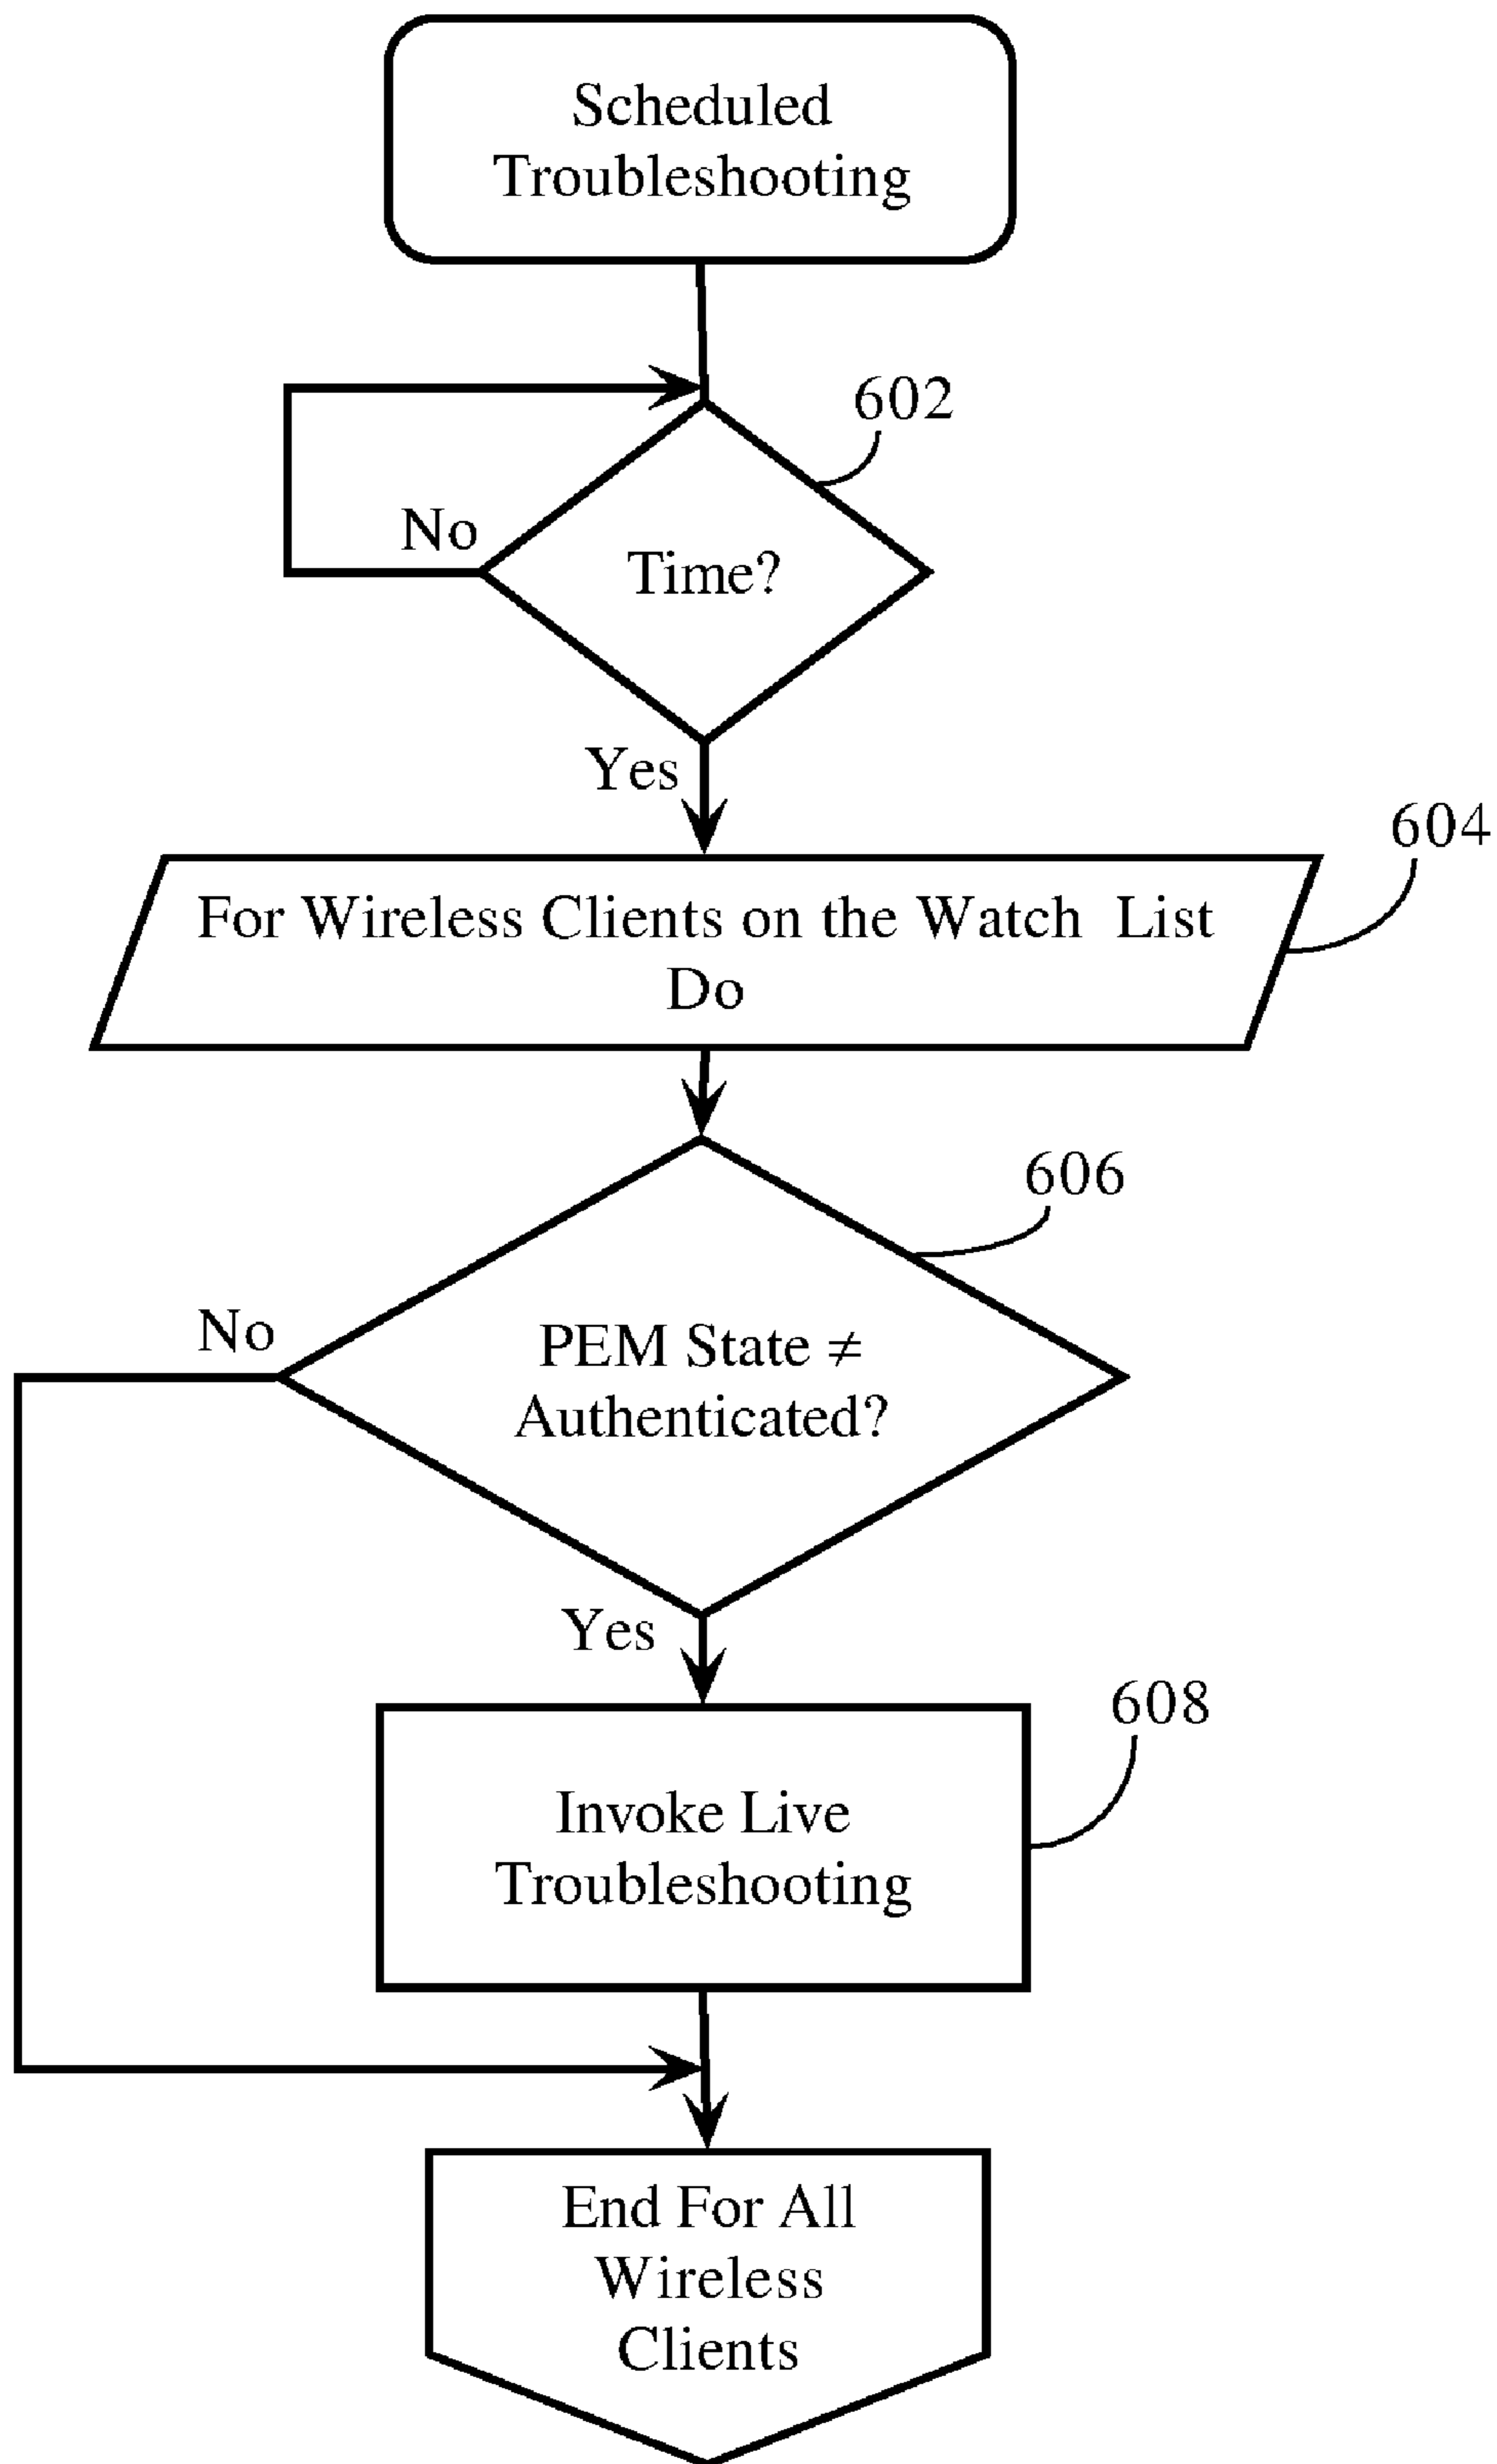 Scheduled
Troubleshooting
602
No
Time?
Yes
604
For Wireless Clients on the Watch List
Do
606
No
PEM State ≠
Authenticated?
Yes
608
Invoke Live
Troubleshooting
End For All
Wireless
Clients